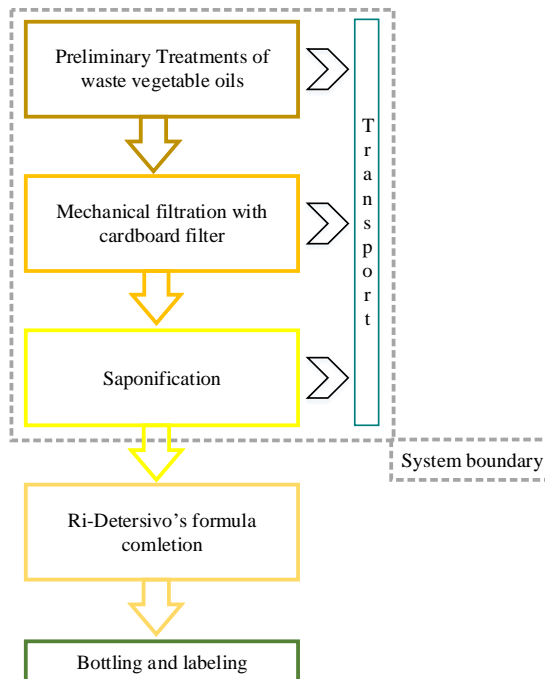 Preliminary Treatments of
waste vegetable oils
Transport
Mechanical filtration with
cardboard filter
Saponification
System boundary
Ri-Detersivo’s formula
comletion
Bottling and labeling